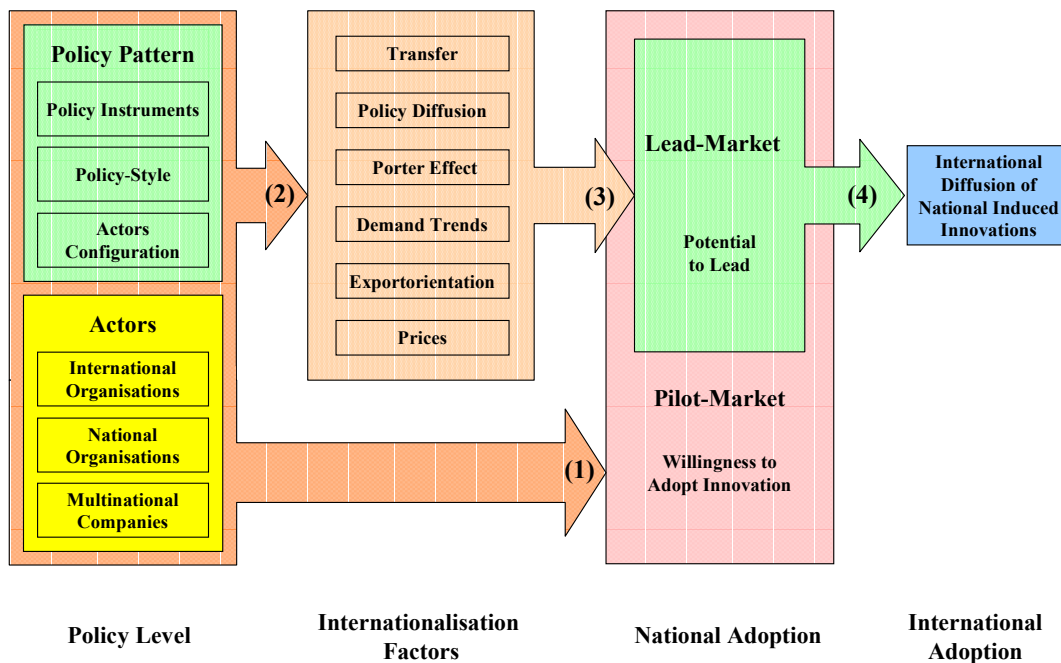 Policy Pattern
Policy Instruments
Policy-Style
Actors
Configuration
Actors
International
Organisations
National
Organisations
Multinational
Companies
(2)
(1)
Transfer
Policy Diffusion
Porter Effect
Demand Trends
Exportorientation
Prices
(3)
Lead-Market
Potential
to Lead
Pilot-Market
Willingness to
Adopt Innovation
(4)
International
Diffusion of
National Induced
Innovations
Policy Level
Internationalisation
Factors
National Adoption
International
Adoption